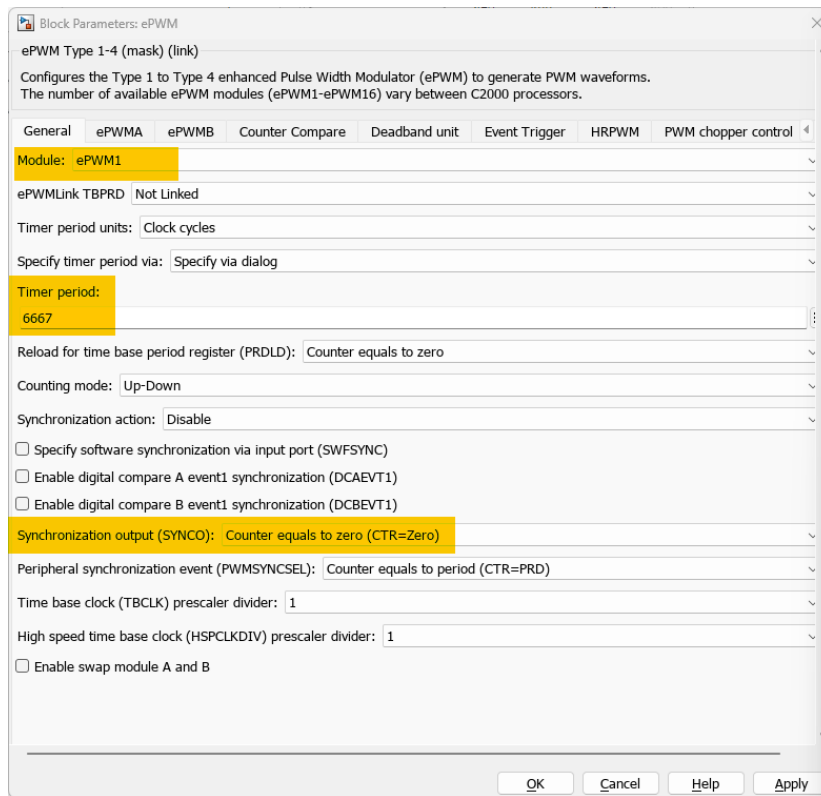 Block Parameters: ePWM
ePWM Type 1-4 (mask) (link)
Configures the Type 1 to Type 4 enhanced Pulse Width Modulator (ePWM) to generate PWM waveforms.
The number of available ePWM modules (ePWM1-ePWM16) vary between C2000 processors.
General ePWMA ePWMB Counter Compare Deadband unit Event Trigger HRPWM PWM chopper control
Module: ePWM1
ePWMLink TBPRD Not Linked
Timer period units: Clock cycles
Specify timer period via: Specify via dialog
Timer period:
6667
Reload for time base period register (PRDLD): Counter equals to zero
Counting mode: Up-Down
Synchronization action: Disable
Specify software synchronization via input port (SWFSYNC)
Enable digital compare A event1 synchronization (DCAEVT1)
Enable digital compare B event1 synchronization (DCBEVT1)
Synchronization output (SYNCO): Counter equals to zero (CTR=Zero)
Peripheral synchronization event (PWMSYNCSEL): Counter equals to period (CTR=PRD)
Time base clock (TBCLK) prescaler divider: 1
High speed time base clock (HSPCLKDIV) prescaler divider: 1
Enable swap module A and B
OK Cancel Help Apply